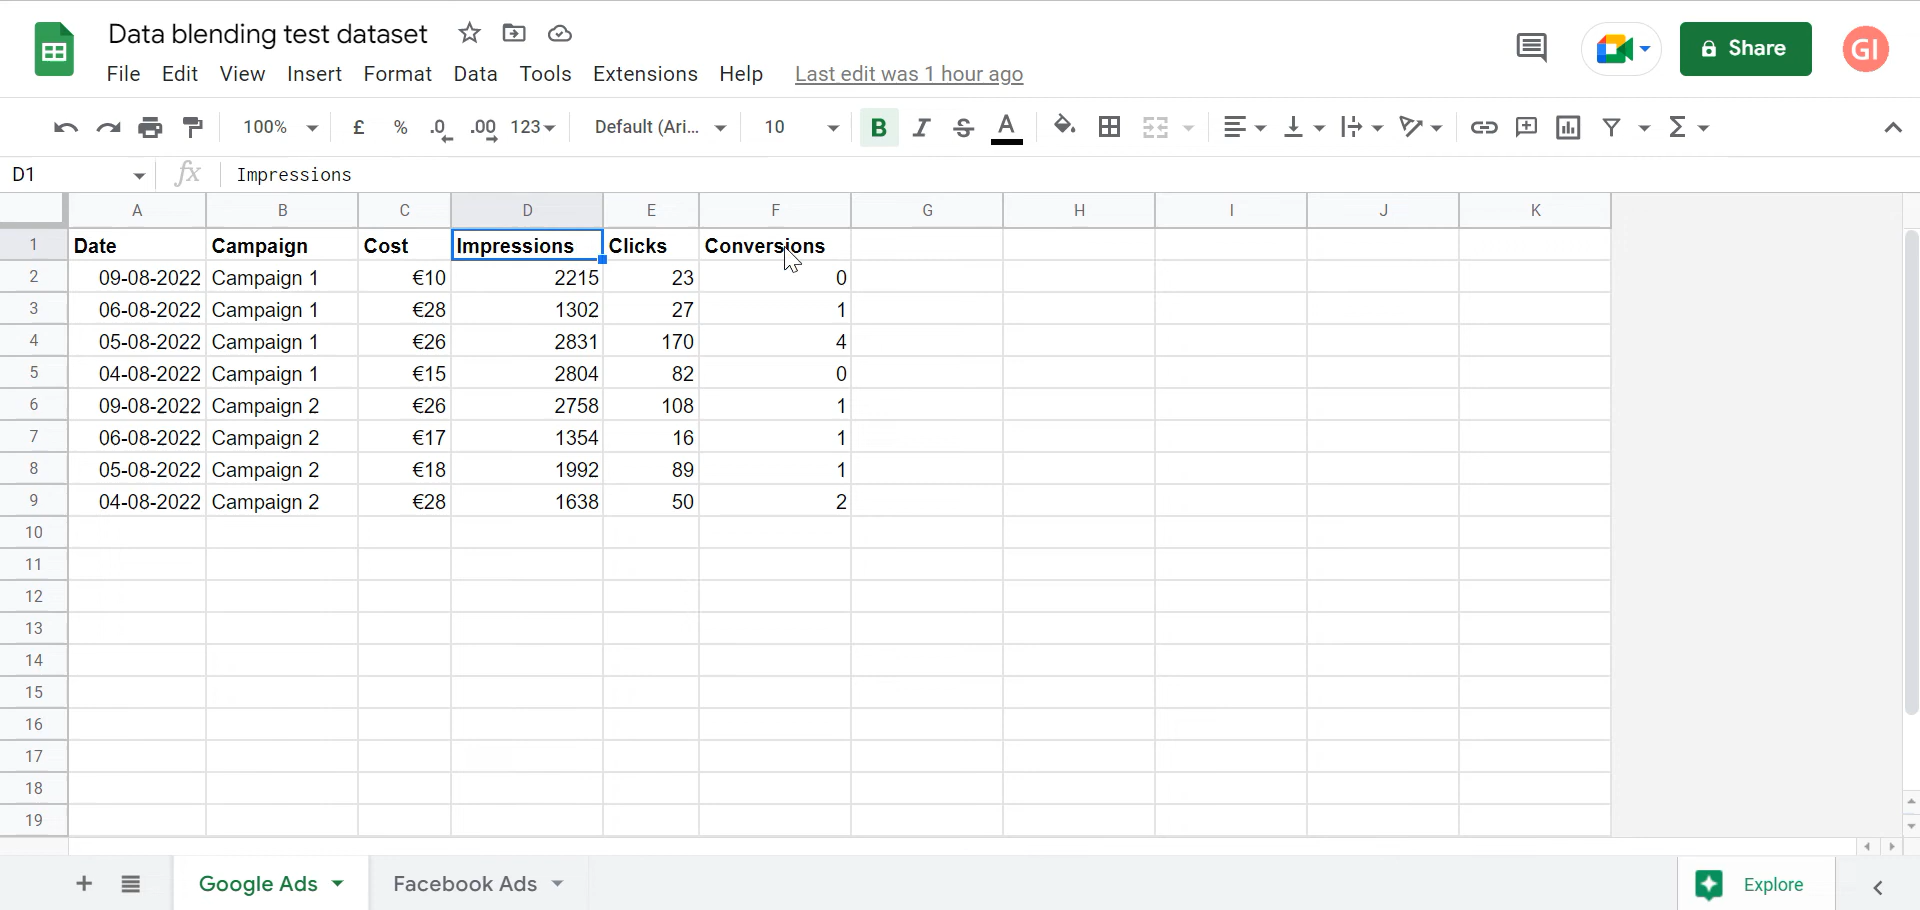 Data blending test dataset
File Edit View Insert Format Data Tools Extensions Help Last edit was 1 hour ago
Share GI
100% £ % .0 .00 123 Default (Ari... 10 B I S A Σ
D1 fx Impressions
A B C D E F G H I J K
1 Date Campaign Cost Impressions Clicks Conversions
2 09-08-2022 Campaign 1 €10 2215 23 0
3 06-08-2022 Campaign 1 €28 1302 27 1
4 05-08-2022 Campaign 1 €26 2831 170 4
5 04-08-2022 Campaign 1 €15 2804 82 0
6 09-08-2022 Campaign 2 €26 2758 108 1
7 06-08-2022 Campaign 2 €17 1354 16 1
8 05-08-2022 Campaign 2 €18 1992 89 1
9 04-08-2022 Campaign 2 €28 1638 50 2
10
11
12
13
14
15
16
17
18
19
Google Ads Facebook Ads Explore